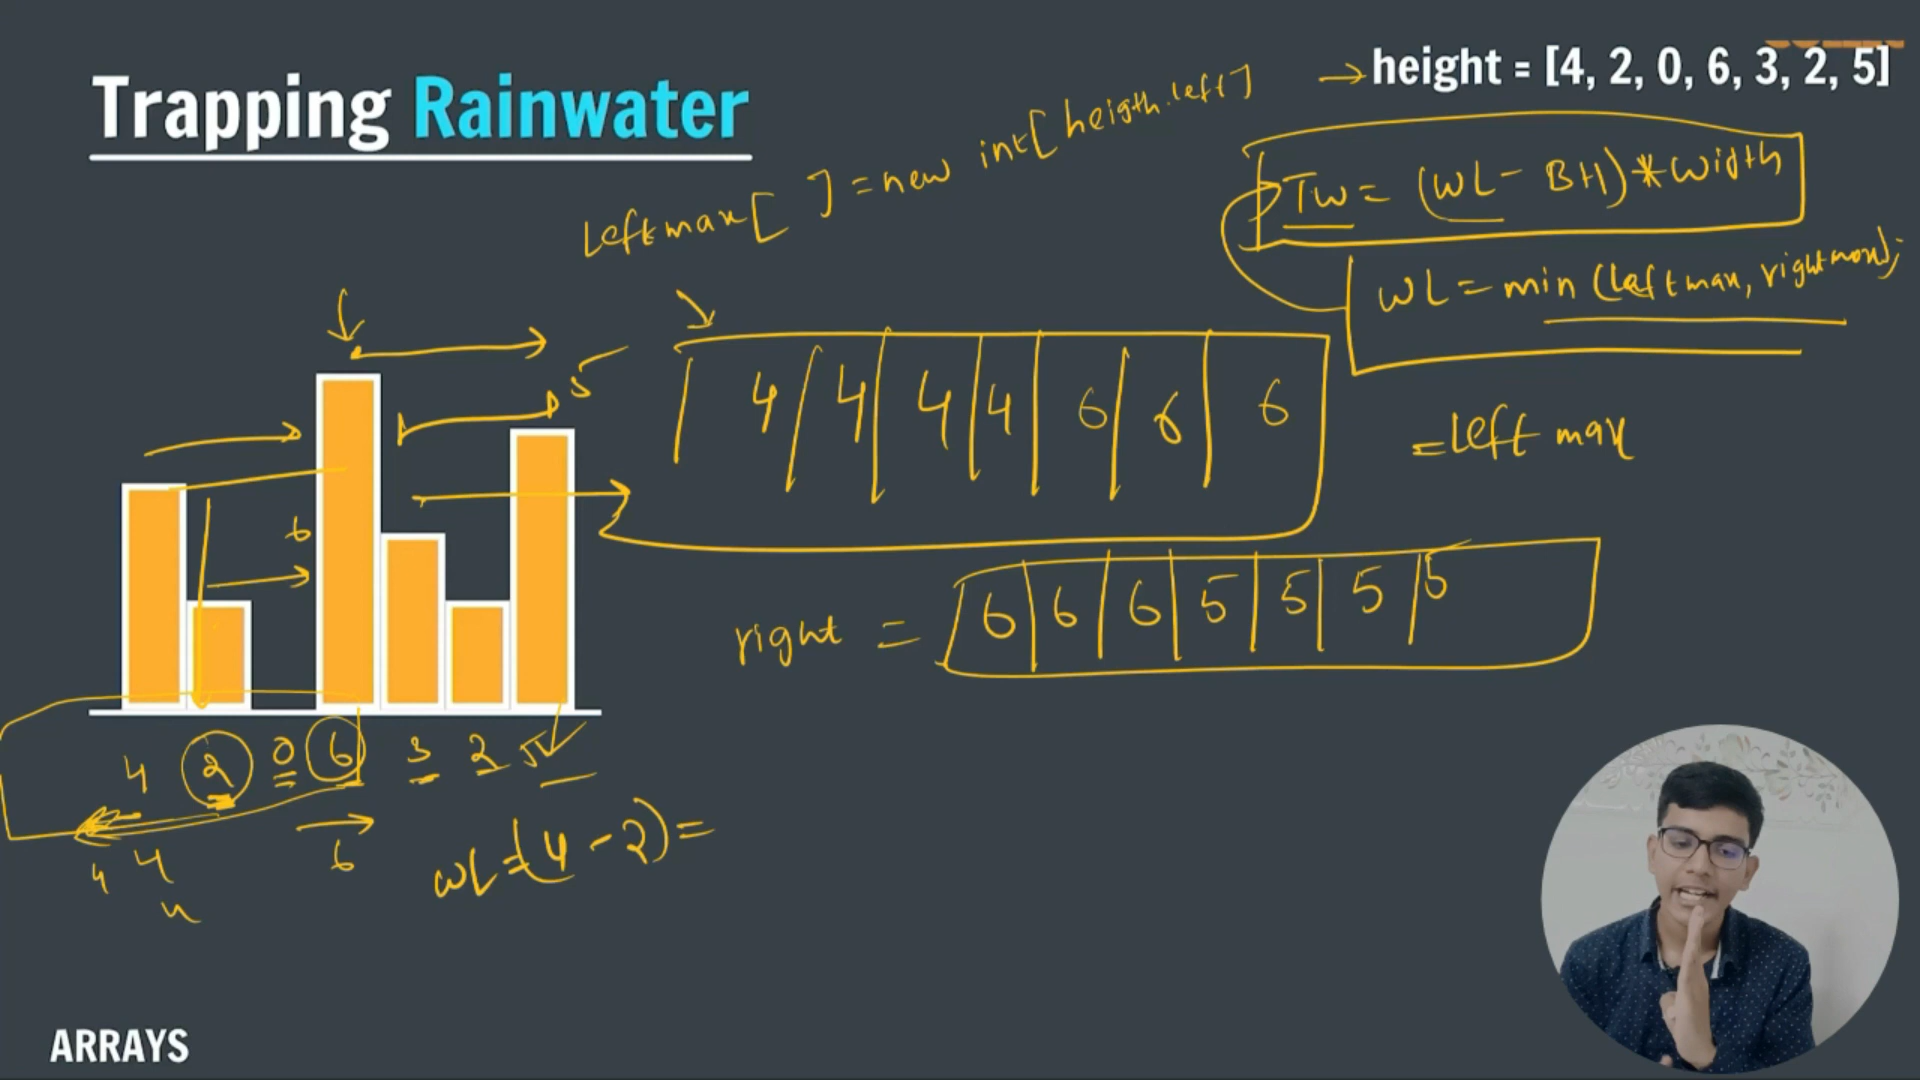 height = [4, 2, 0, 6, 3, 2, 5]
Trapping Rainwater
leftmax[ ] = new int[heigth.left]
TW = (WL - BH) * width
WL = min (leftmax, rightmax);
5
4 4 4 4 6 6 6
= left max
6
right = 6 6 6 5 5 5 5
4 2 0 6 3 2 5
4 4 6
WL = (4 - 2) =
ARRAYS